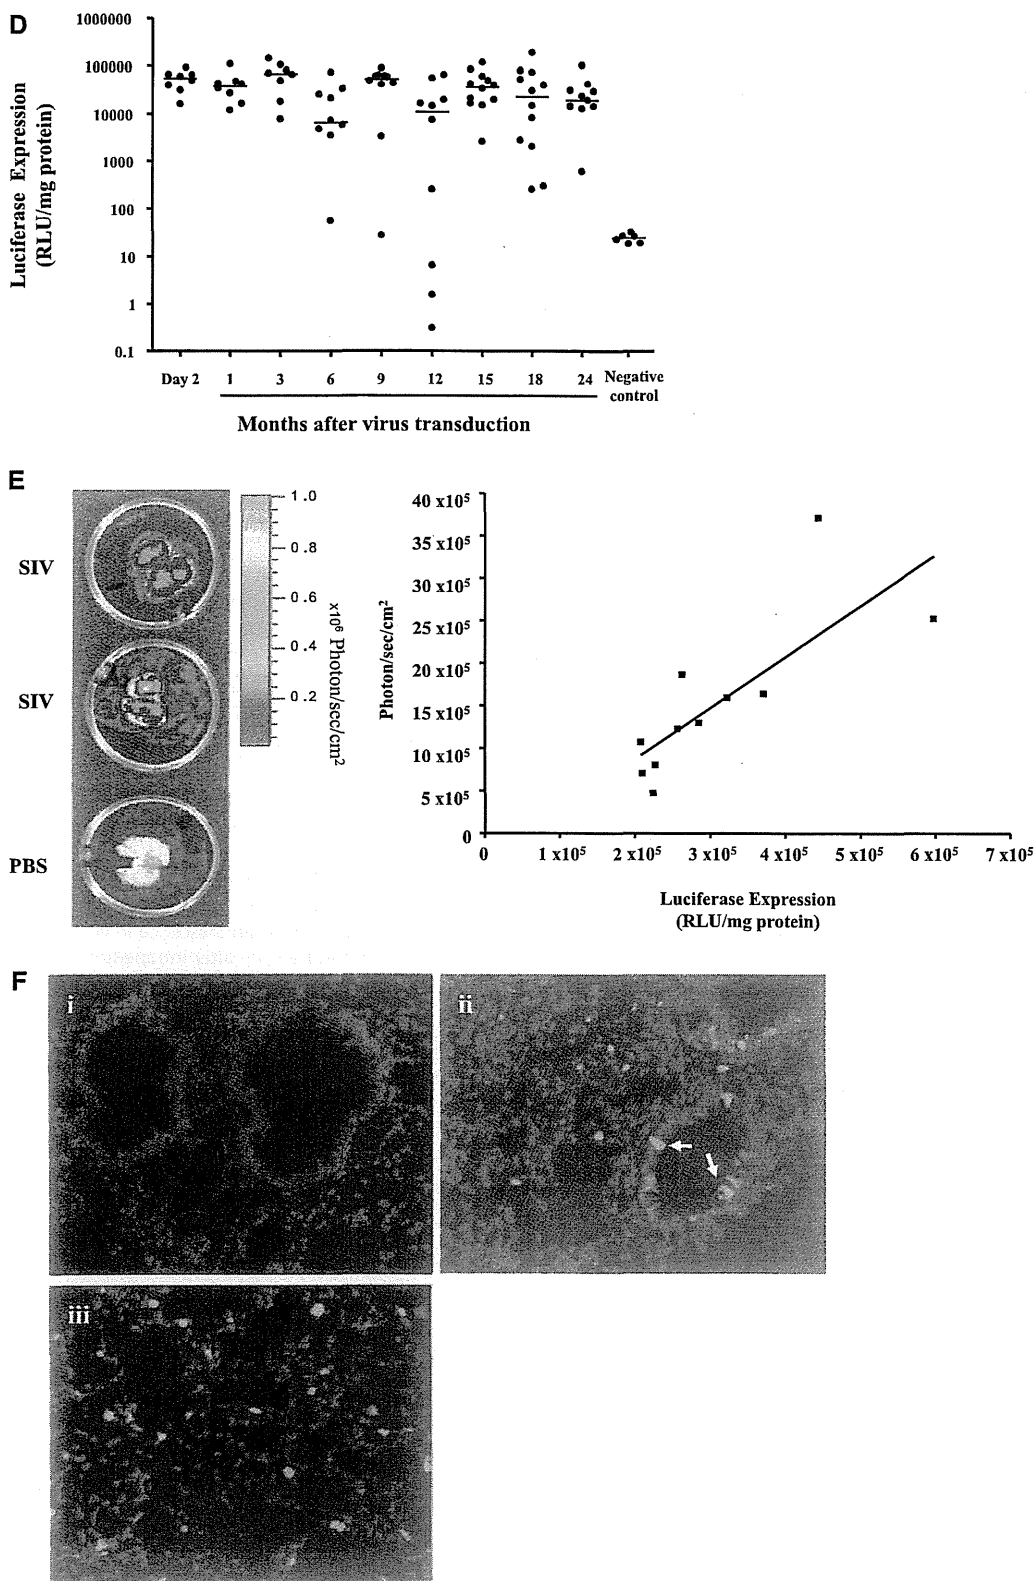 D
1000000
100000
10000
1000
100
10
1
0.1
Luciferase Expression
(RLU/mg protein)
Day 2 1 3 6 9 12 15 18 24 Negative
control
Months after virus transduction
E
SIV
SIV
PBS
1.0
0.8
0.6
0.4
0.2
x10⁶ Photon/sec/cm²
40 x10⁵
35 x10⁵
30 x10⁵
25 x10⁵
20 x10⁵
15 x10⁵
10 x10⁵
5 x10⁵
0
Photon/sec/cm²
0 1 x10⁵ 2 x10⁵ 3 x10⁵ 4 x10⁵ 5 x10⁵ 6 x10⁵ 7 x10⁵
Luciferase Expression
(RLU/mg protein)
F
i
ii
iii